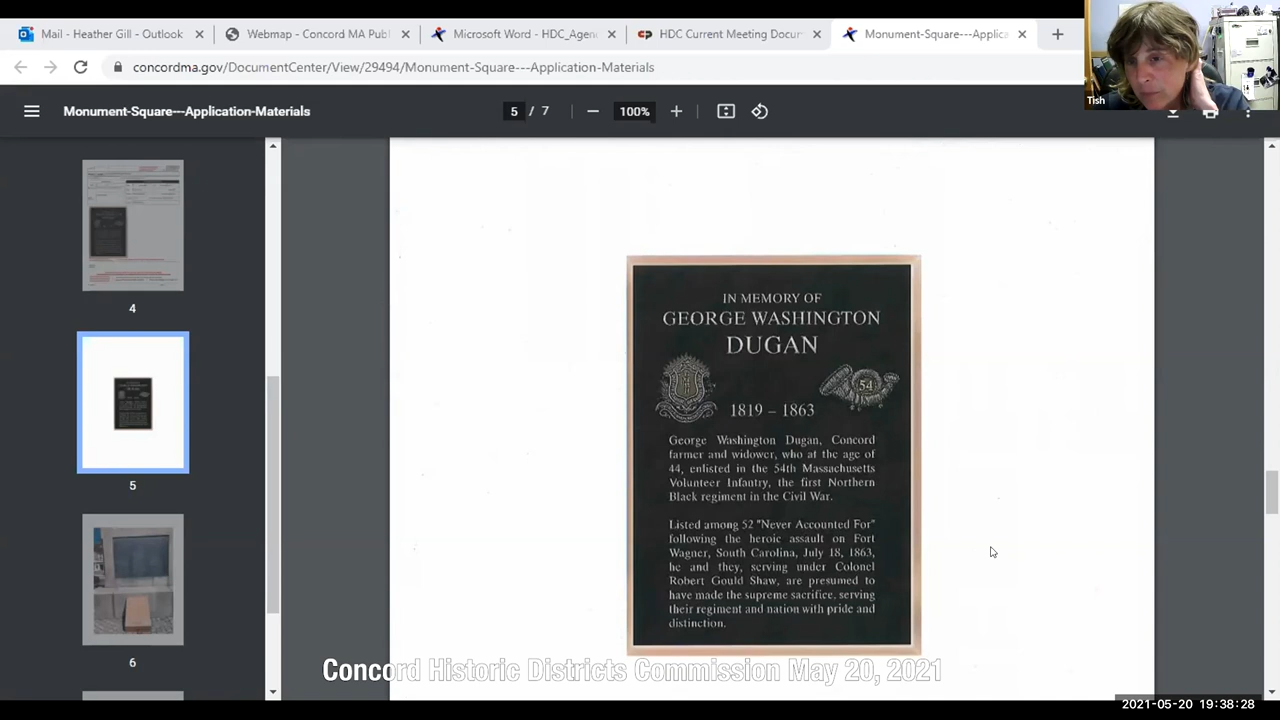 Mail - Heather Gill - Outlook
Webmap - Concord MA Publ
Microsoft Word - HDC_Agen
HDC Current Meeting Docum
Monument-Square---Applica
concordma.gov/DocumentCenter/View/29494/Monument-Square---Application-Materials
Tish
Monument-Square---Application-Materials
5 / 7
100%
4
5
6
IN MEMORY OF
GEORGE WASHINGTON
DUGAN
54
1819 – 1863
George Washington Dugan, Concord
farmer and widower, who at the age of
44, enlisted in the 54th Massachusetts
Volunteer Infantry, the first Northern
Black regiment in the Civil War.
Listed among 52 "Never Accounted For"
following the heroic assault on Fort
Wagner, South Carolina, July 18, 1863,
he and they, serving under Colonel
Robert Gould Shaw, are presumed to
have made the supreme sacrifice, serving
their regiment and nation with pride and
distinction.
Concord Historic Districts Commission May 20, 2021
2021-05-20 19:38:28